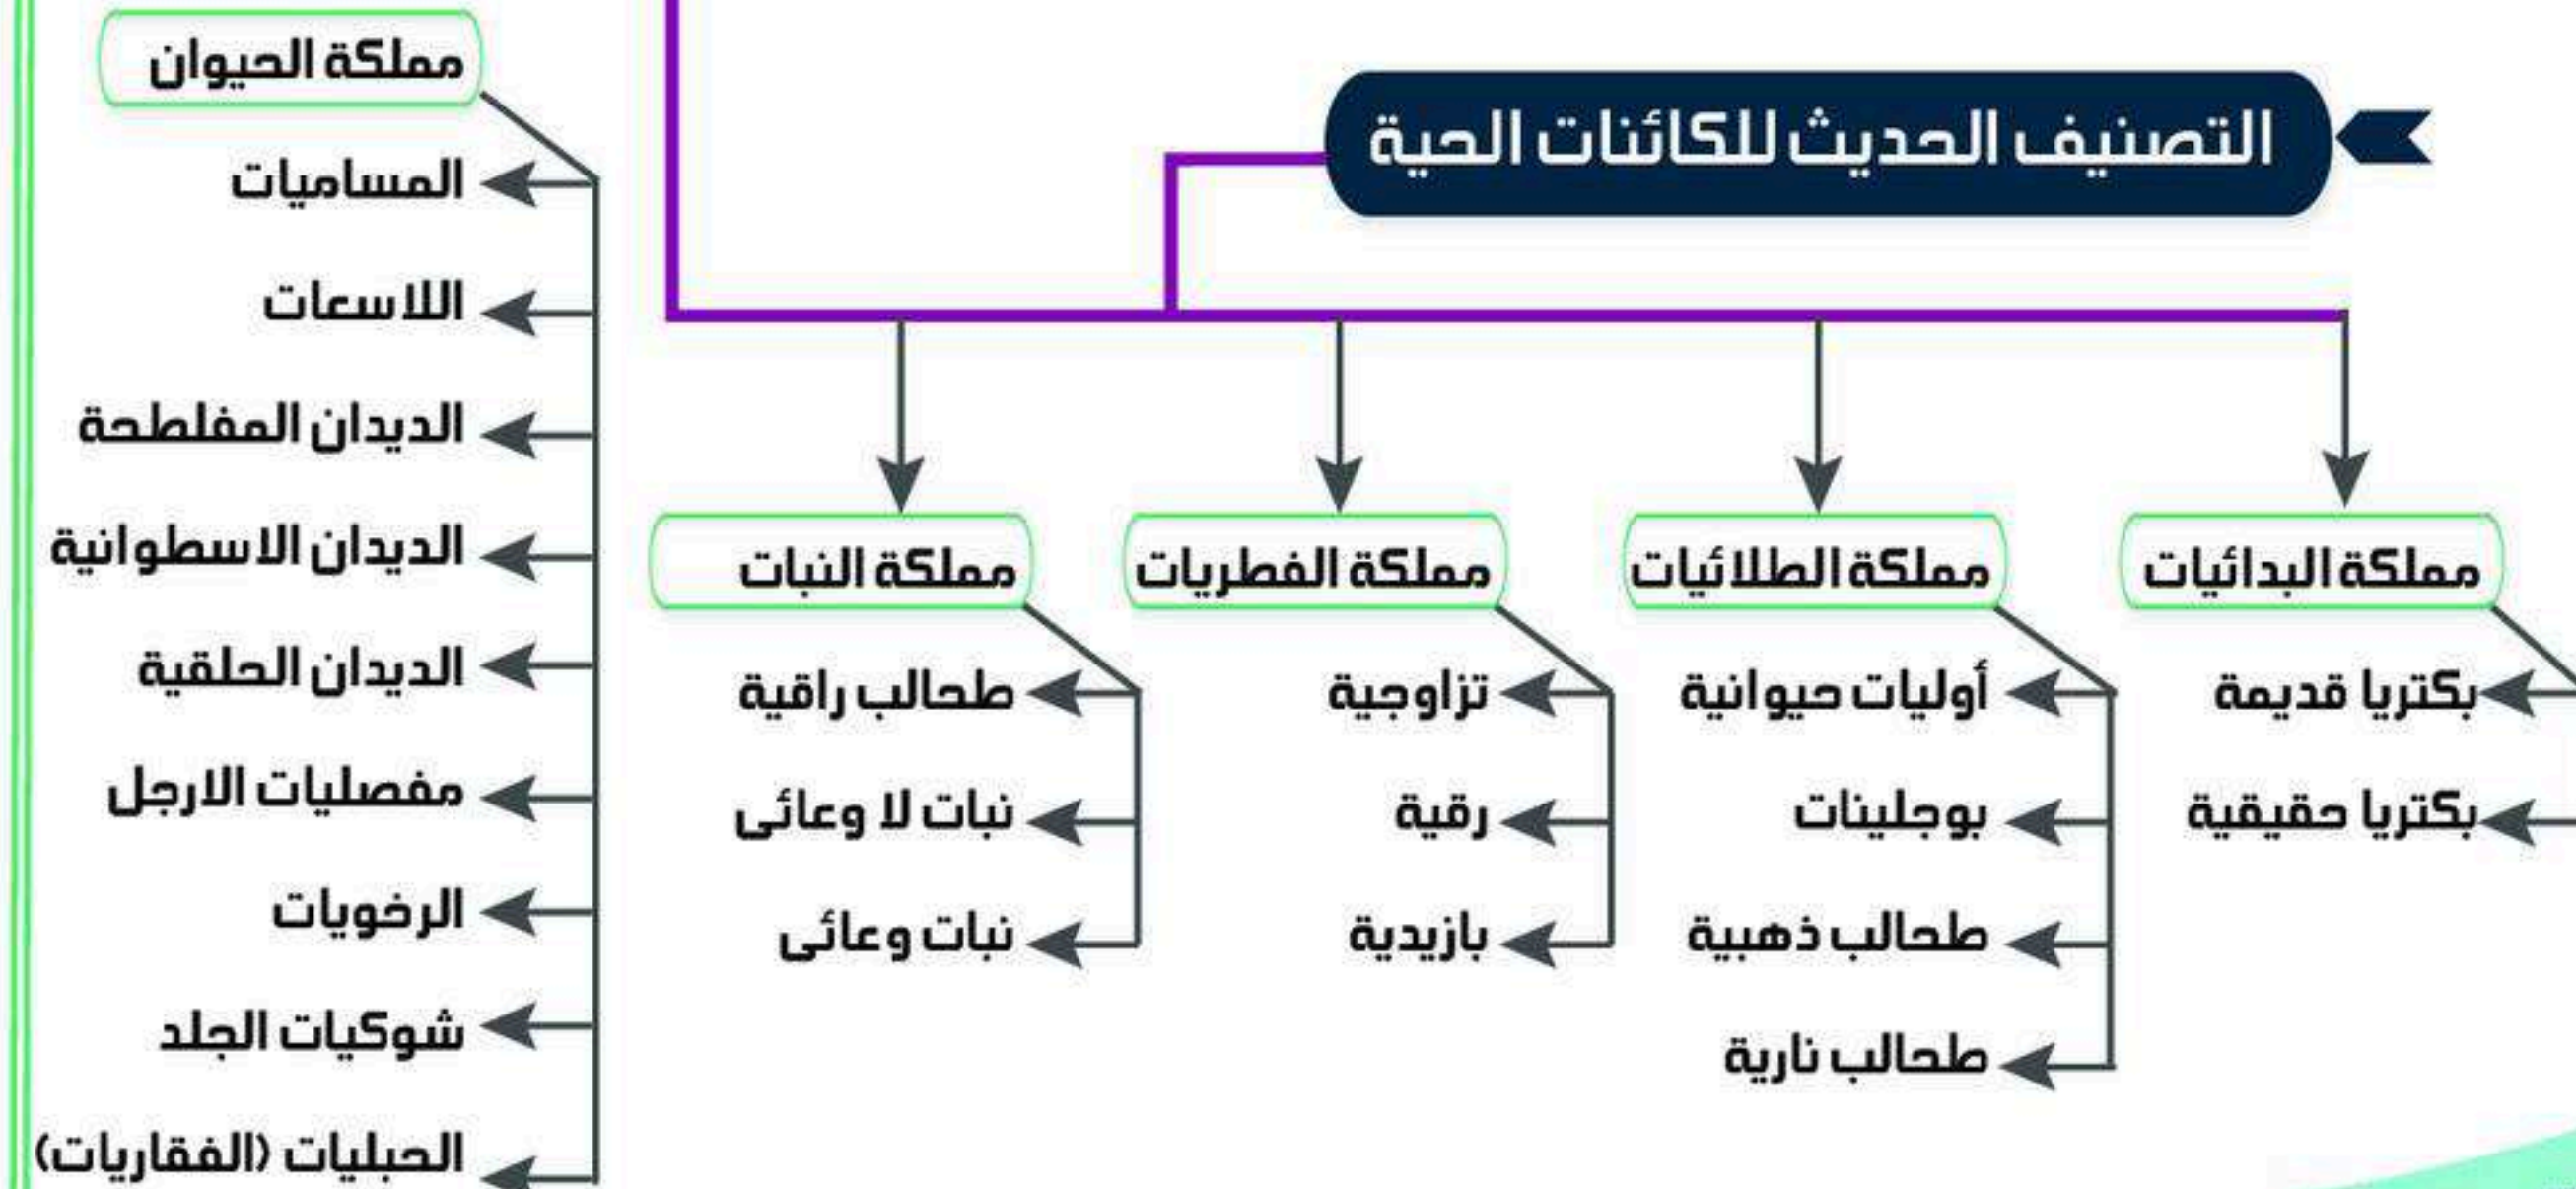 التصنيف الحديث للكائنات الحية
مملكة البدائيات
بكتريا قديمة
بكتريا حقيقية
مملكة الطلائيات
أوليات حيوانية
بوجلينات
طحالب ذهبية
طحالب نارية
مملكة الفطريات
تزاوجية
رقية
بازيدية
مملكة النبات
طحالب راقية
نبات لا وعائى
نبات وعائى
مملكة الحيوان
المساميات
اللاسعات
الديدان المفلطحة
الديدان الاسطوانية
الديدان الحلقية
مفصليات الارجل
الرخويات
شوكيات الجلد
الحبليات (الفقاريات)